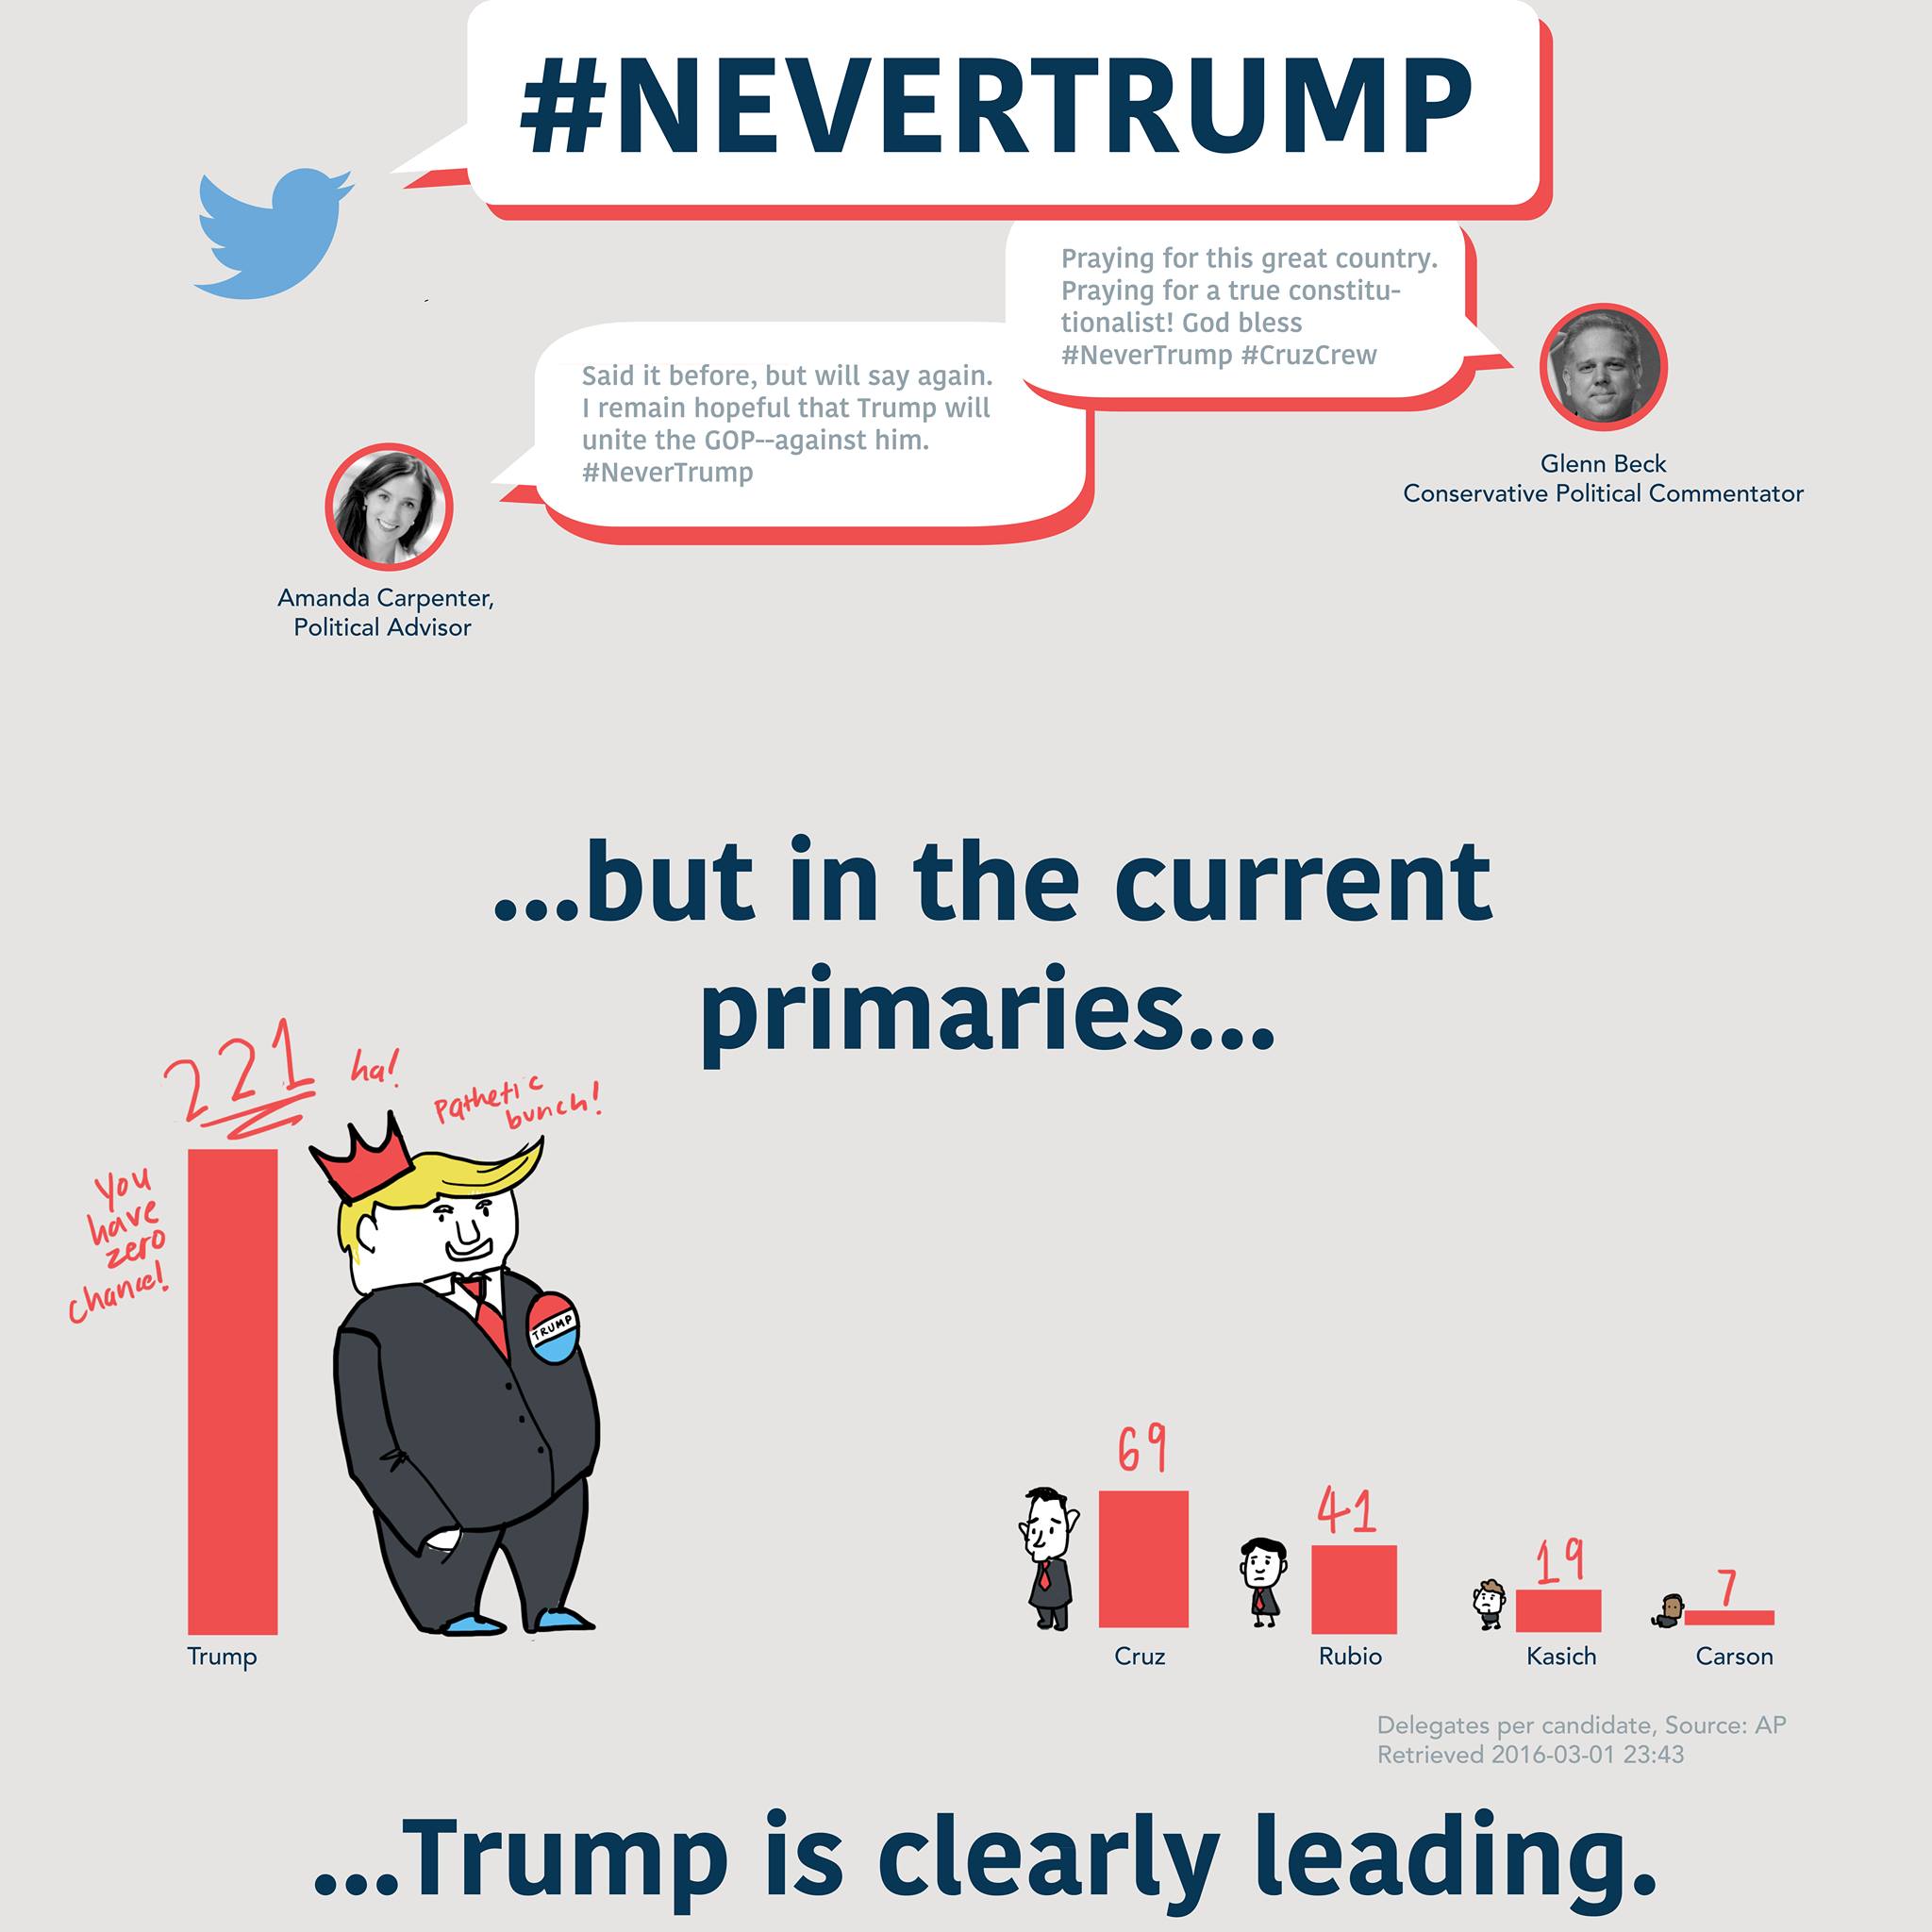 #NEVERTRUMP
Praying for this great country.
Praying for a true constitu-
tionalist! God bless
#NeverTrump #CruzCrew
Glenn Beck
Conservative Political Commentator
Said it before, but will say again.
I remain hopeful that Trump will
unite the GOP--against him.
#NeverTrump
Amanda Carpenter,
Political Advisor
...but in the current
primaries...
221
ha!
Pathetic
bunch!
You
have
zero
chance!
TRUMP
69
41
19
7
Trump
Cruz
Rubio
Kasich
Carson
Delegates per candidate, Source: AP
Retrieved 2016-03-01 23:43
...Trump is clearly leading.